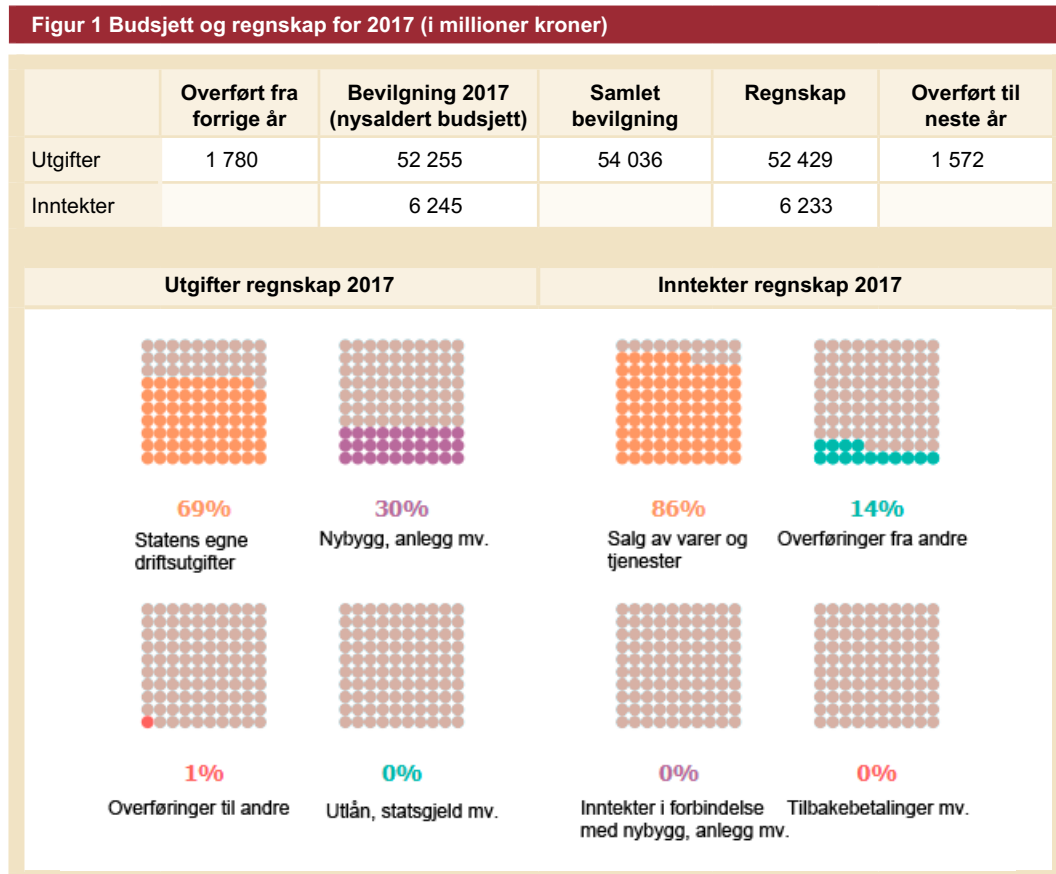 Figur 1 Budsjett og regnskap for 2017 (i millioner kroner)
Overført fra forrige år
Bevilgning 2017 (nysaldert budsjett)
Samlet bevilgning
Regnskap
Overført til neste år
Utgifter 1 780 52 255 54 036 52 429 1 572
Inntekter 6 245 6 233
Utgifter regnskap 2017
Inntekter regnskap 2017
69%
Statens egne
driftsutgifter
30%
Nybygg, anlegg mv.
86%
Salg av varer og
tjenester
14%
Overføringer fra andre
1%
Overføringer til andre
0%
Utlån, statsgjeld mv.
0%
Inntekter i forbindelse
med nybygg, anlegg mv.
0%
Tilbakebetalinger mv.